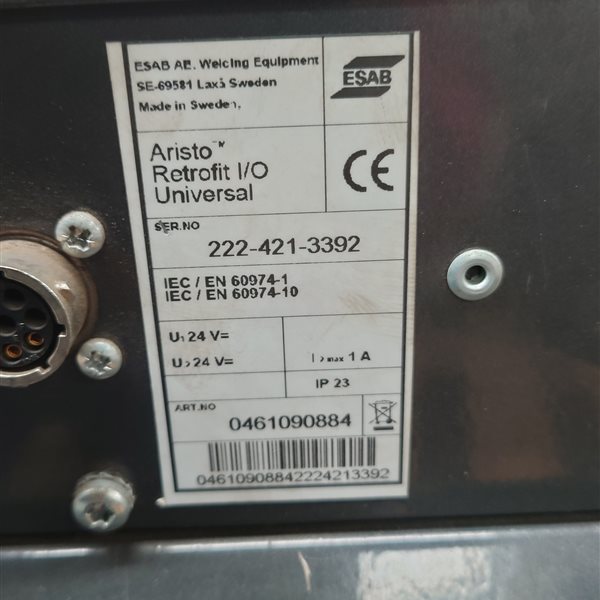 ESAB AB. Welding Equipment
SE-69581 Laxå Sweden
Made in Sweden.
ESAB
Aristo™
Retrofit I/O
Universal
CE
SER.NO
222-421-3392
IEC / EN 60974-1
IEC / EN 60974-10
U₁ 24 V=
U₂ 24 V=
I₂ max 1 A
IP 23
ART.NO
0461090884
04610908842224213392